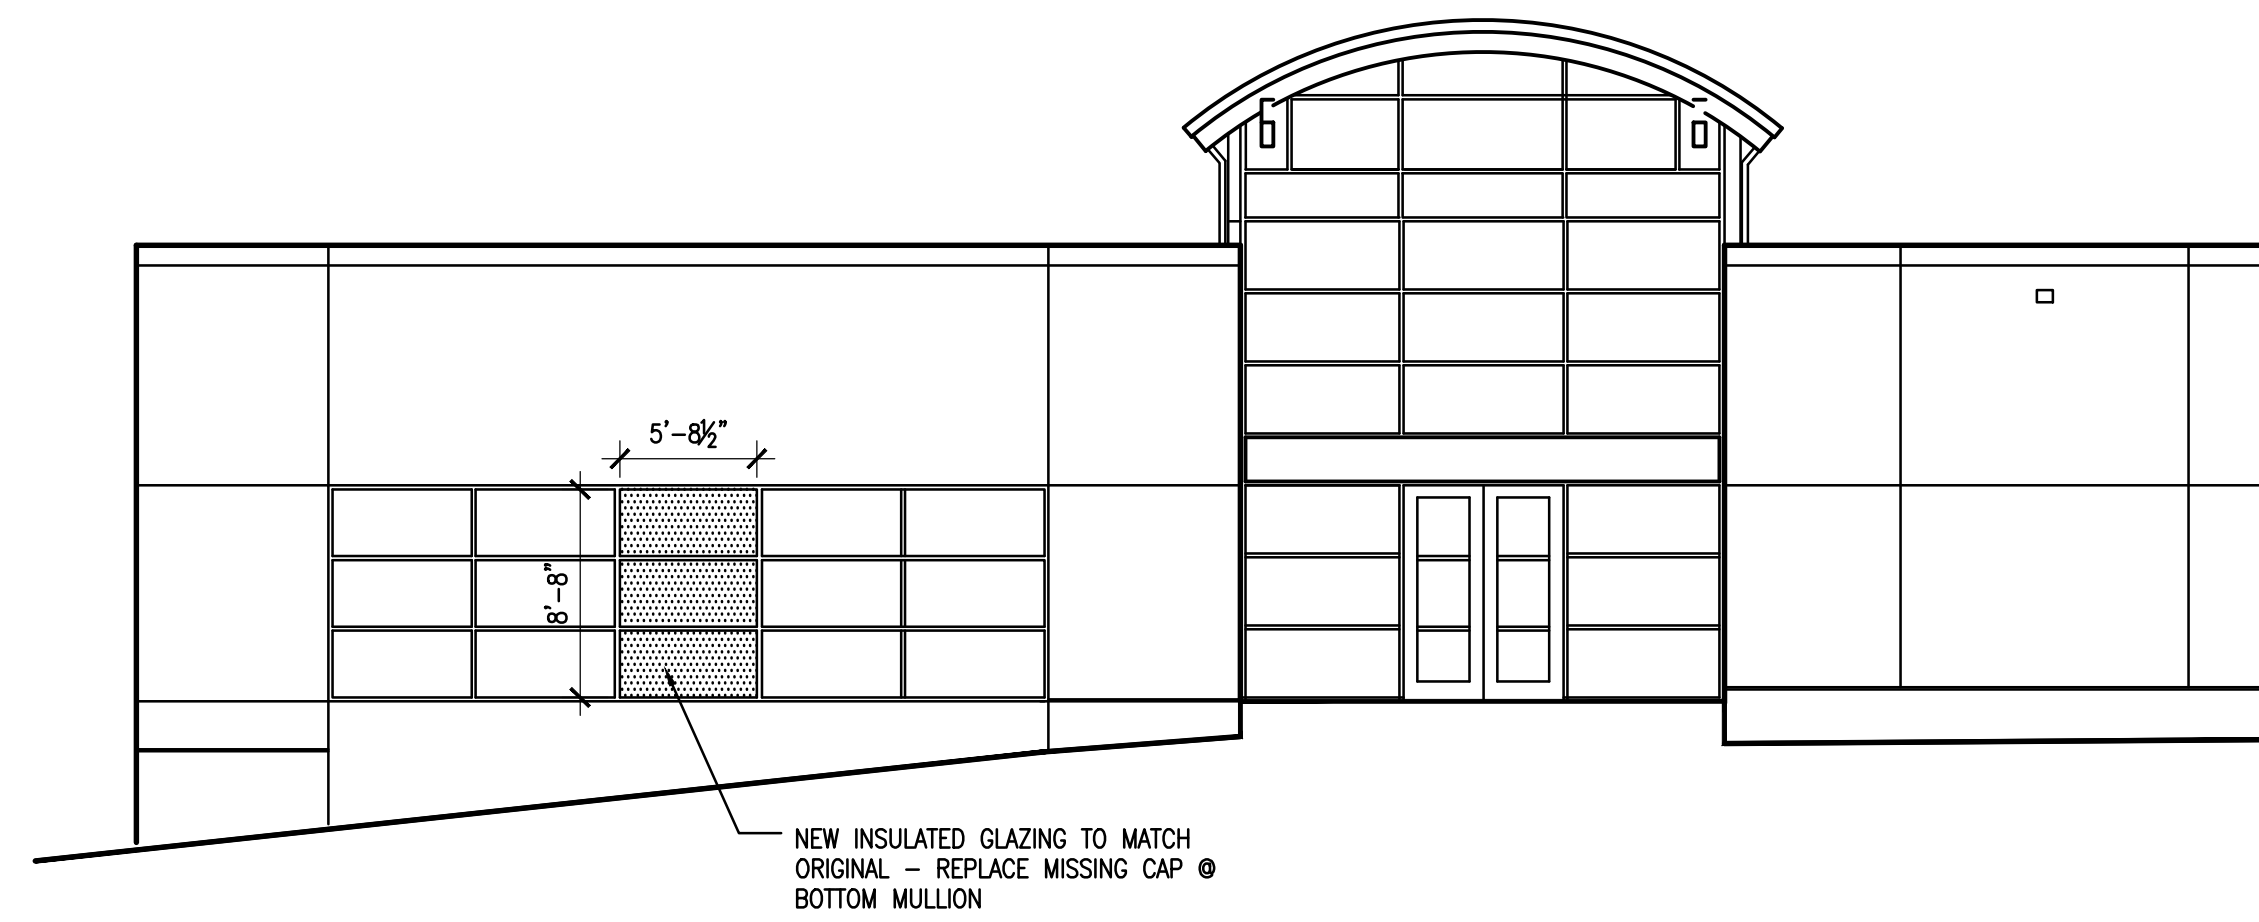 5'-8½"
8'-8"
NEW INSULATED GLAZING TO MATCH
ORIGINAL - REPLACE MISSING CAP @
BOTTOM MULLION